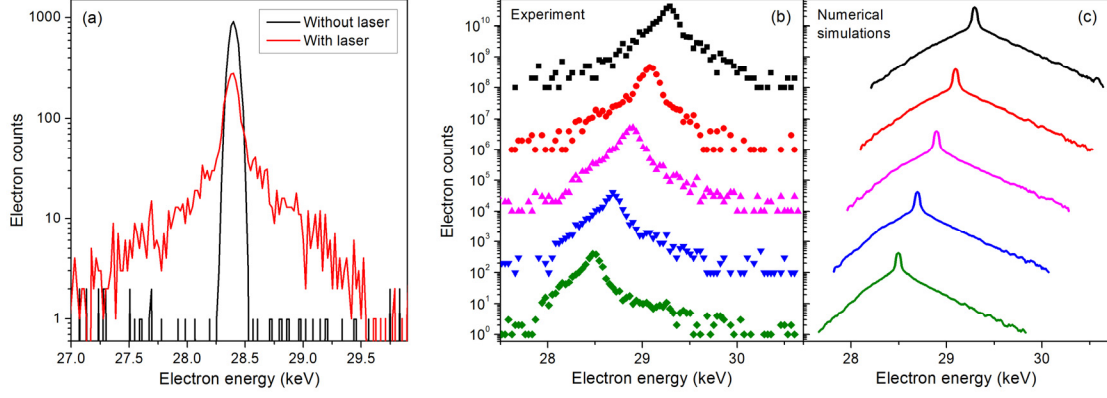 (a)
Without laser
With laser
1000
100
10
1
Electron counts
27.0
27.5
28.0
28.5
29.0
29.5
Electron energy (keV)
Experiment
(b)
10^10
10^9
10^8
10^7
10^6
10^5
10^4
10^3
10^2
10^1
10^0
Electron counts
28
29
30
Electron energy (keV)
Numerical
simulations
(c)
28
29
30
Electron energy (keV)